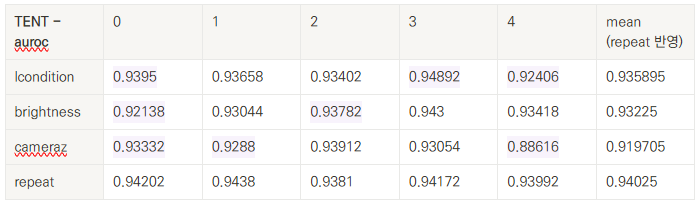 TENT – auroc 0 1 2 3 4 mean (repeat 반영)
lcondition 0.9395 0.93658 0.93402 0.94892 0.92406 0.935895
brightness 0.92138 0.93044 0.93782 0.943 0.93418 0.93225
cameraz 0.93332 0.9288 0.93912 0.93054 0.88616 0.919705
repeat 0.94202 0.9438 0.9381 0.94172 0.93992 0.94025